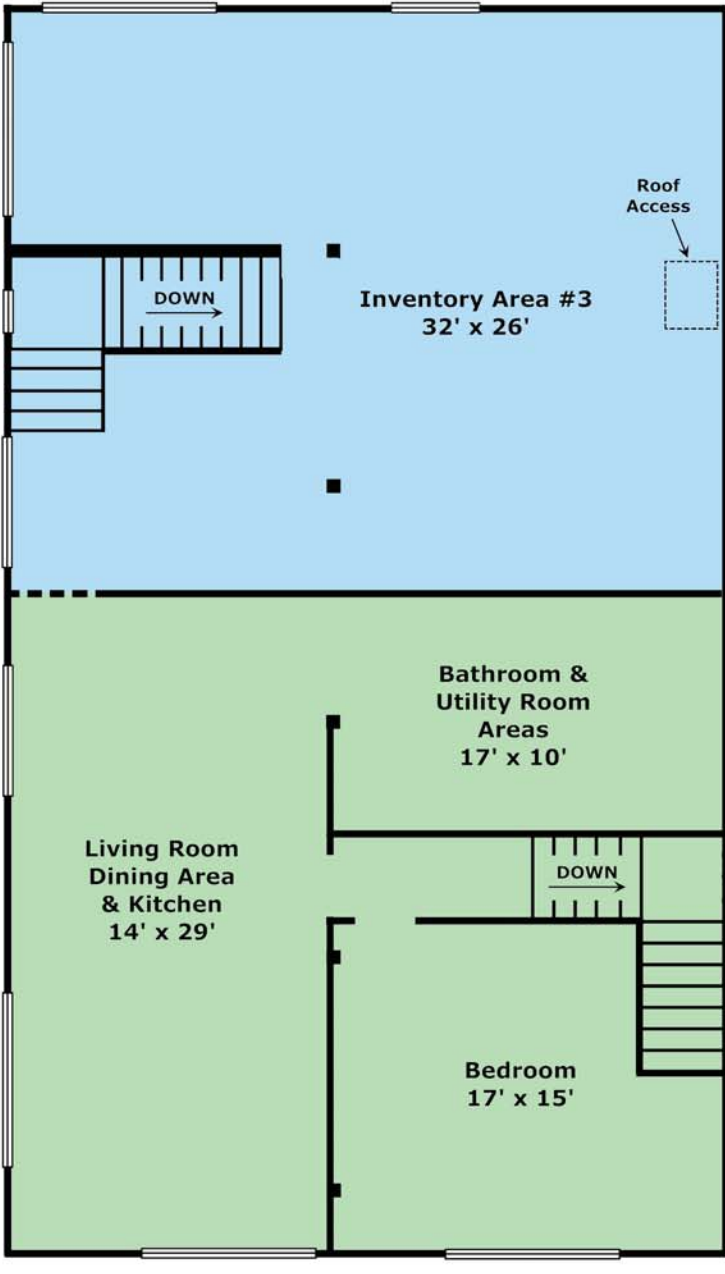 Roof
Access
DOWN
Inventory Area #3
32' x 26'
Bathroom &
Utility Room
Areas
17' x 10'
Living Room
Dining Area
& Kitchen
14' x 29'
DOWN
Bedroom
17' x 15'